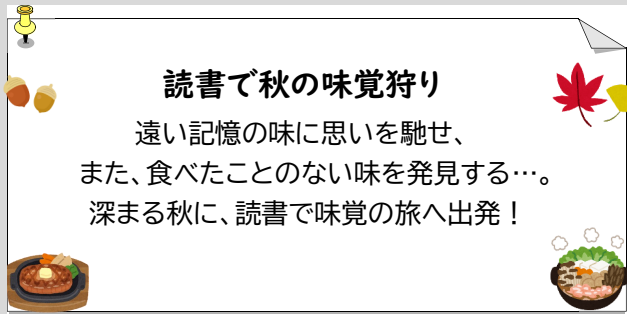 読書で秋の味覚狩り
遠い記憶の味に思いを馳せ、
また、食べたことのない味を発見する…。
深まる秋に、読書で味覚の旅へ出発！